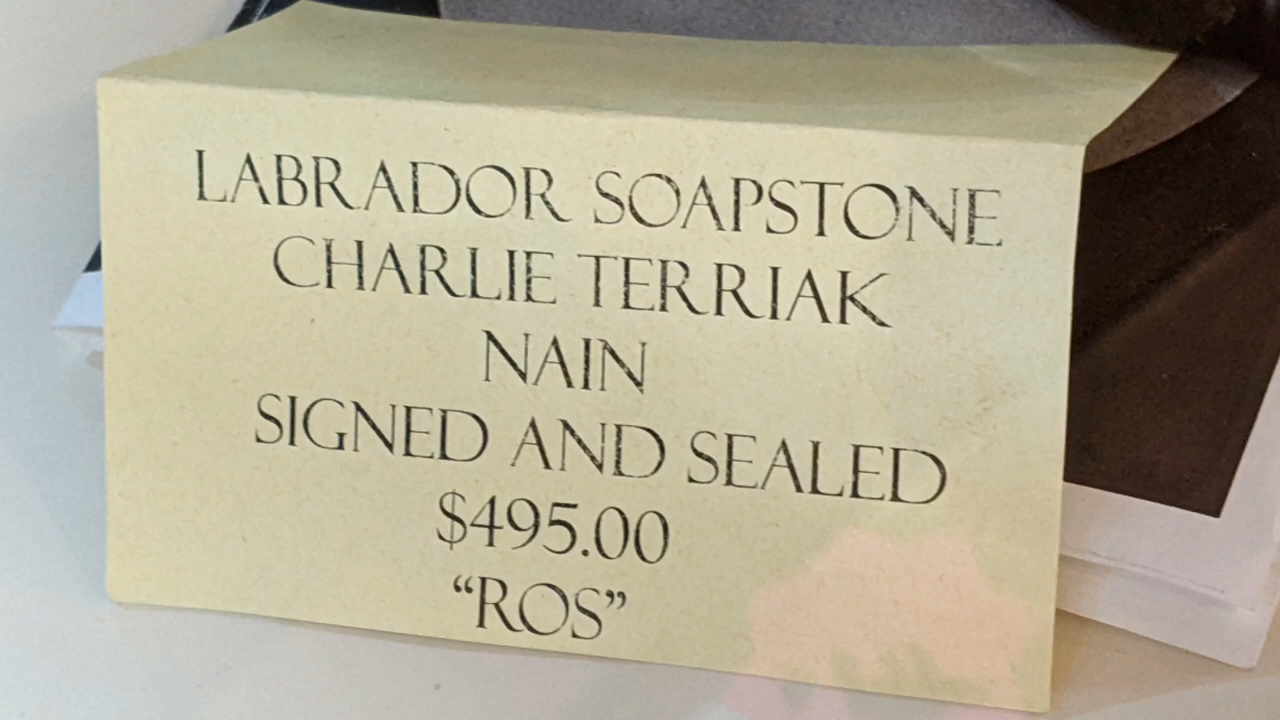 LABRADOR SOAPSTONE
CHARLIE TERRIAK
NAIN
SIGNED AND SEALED
$495.00
“ROS”